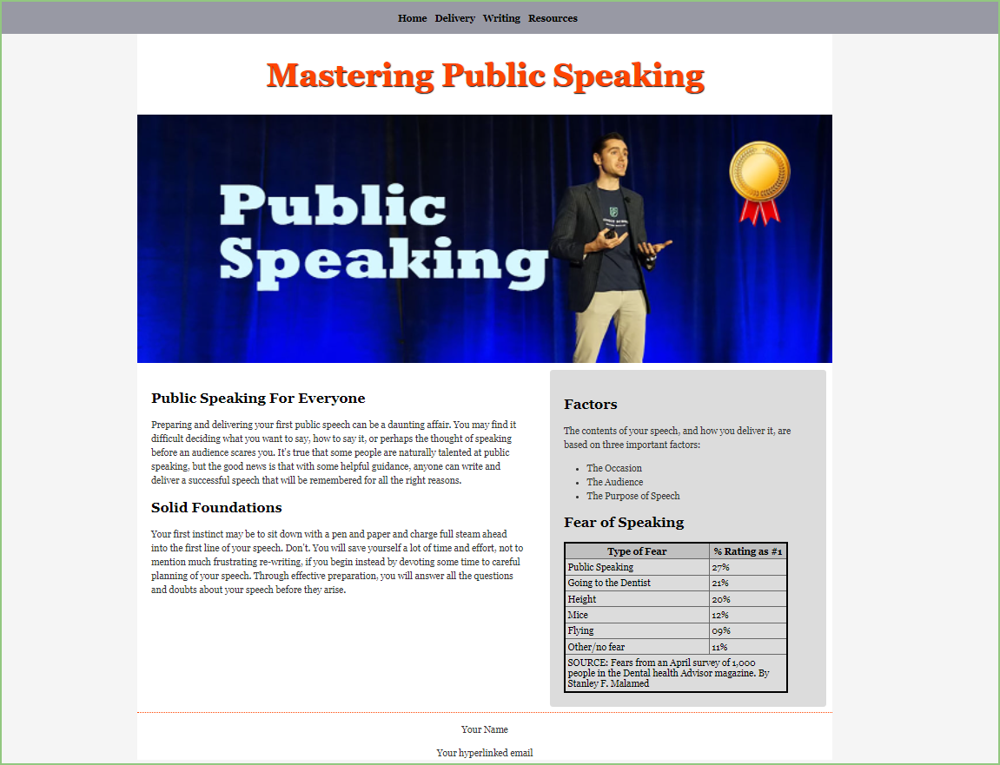 Home Delivery Writing Resources
Mastering Public Speaking
Public
Speaking
Public Speaking For Everyone
Preparing and delivering your first public speech can be a daunting affair. You may find it
difficult deciding what you want to say, how to say it, or perhaps the thought of speaking
before an audience scares you. It's true that some people are naturally talented at public
speaking, but the good news is that with some helpful guidance, anyone can write and
deliver a successful speech that will be remembered for all the right reasons.
Solid Foundations
Your first instinct may be to sit down with a pen and paper and charge full steam ahead
into the first line of your speech. Don't. You will save yourself a lot of time and effort, not to
mention much frustrating re-writing, if you begin instead by devoting some time to careful
planning of your speech. Through effective preparation, you will answer all the questions
and doubts about your speech before they arise.
Factors
The contents of your speech, and how you deliver it, are
based on three important factors:
• The Occasion
• The Audience
• The Purpose of Speech
Fear of Speaking
Type of Fear % Rating as #1
Public Speaking 27%
Going to the Dentist 21%
Height 20%
Mice 12%
Flying 09%
Other/no fear 11%
SOURCE: Fears from an April survey of 1,000
people in the Dental health Advisor magazine. By
Stanley F. Malamed
Your Name
Your hyperlinked email